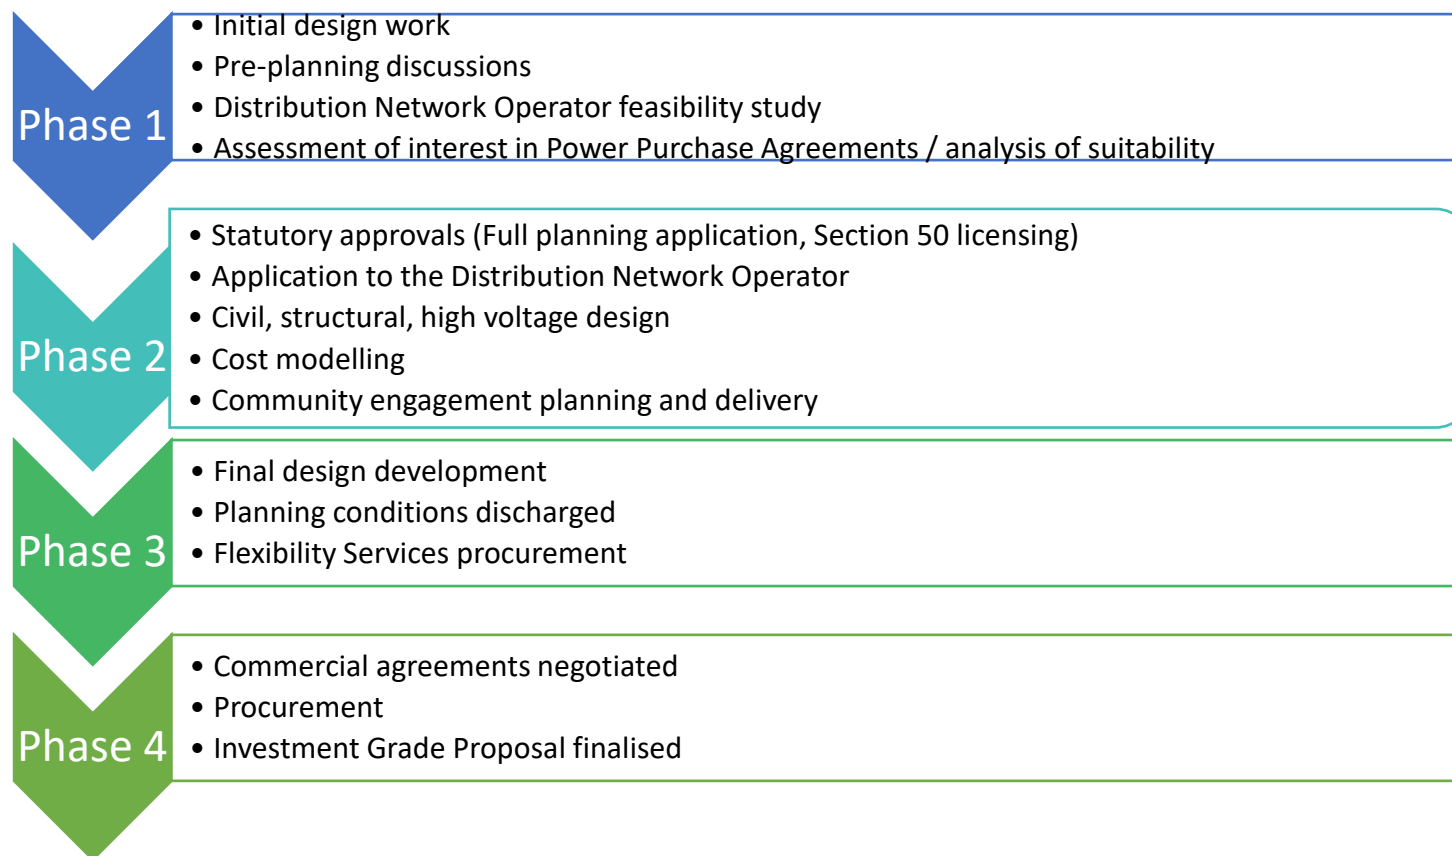 Phase 1
• Initial design work
• Pre-planning discussions
• Distribution Network Operator feasibility study
• Assessment of interest in Power Purchase Agreements / analysis of suitability
Phase 2
• Statutory approvals (Full planning application, Section 50 licensing)
• Application to the Distribution Network Operator
• Civil, structural, high voltage design
• Cost modelling
• Community engagement planning and delivery
Phase 3
• Final design development
• Planning conditions discharged
• Flexibility Services procurement
Phase 4
• Commercial agreements negotiated
• Procurement
• Investment Grade Proposal finalised